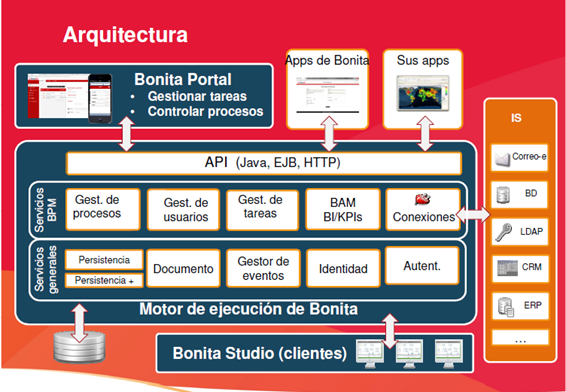 Arquitectura
Bonita Portal
• Gestionar tareas
• Controlar procesos
Apps de Bonita
Sus apps
IS
Correo-e
BD
LDAP
CRM
ERP
...
API (Java, EJB, HTTP)
Servicios
BPM
Gest. de
procesos
Gest. de
usuarios
Gest. de
tareas
BAM
BI/KPIs
Conexiones
Servicios
generales
Persistencia
Persistencia +
Documento
Gestor de
eventos
Identidad
Autent.
Motor de ejecución de Bonita
Bonita Studio (clientes)